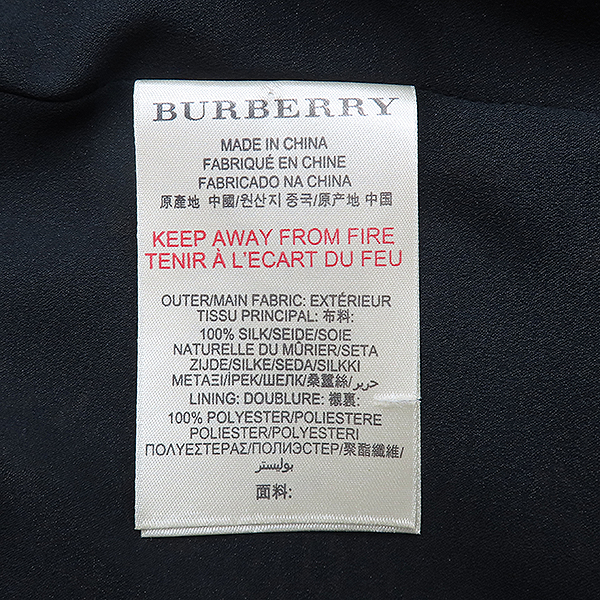 BURBERRY
MADE IN CHINA
FABRIQUÉ EN CHINE
FABRICADO NA CHINA
原產地 中國/원산지 중국/原产地 中国
KEEP AWAY FROM FIRE
TENIR À L'ECART DU FEU
OUTER/MAIN FABRIC: EXTÉRIEUR
TISSU PRINCIPAL: 布料:
100% SILK/SEIDE/SOIE
NATURELLE DU MÛRIER/SETA
ZIJDE/SILKE/SEDA/SILKKI
ΜΕΤΑΞΙ/İPEK/ШЕЛК/桑蠶絲/حرير/
LINING: DOUBLURE: 襯裏:
100% POLYESTER/POLIESTERE
POLIESTER/POLYESTERI
ΠΟΛΥΕΣΤΕΡΑΣ/ПОЛИЭСТЕР/聚酯纖維/
بوليستر/
面料: